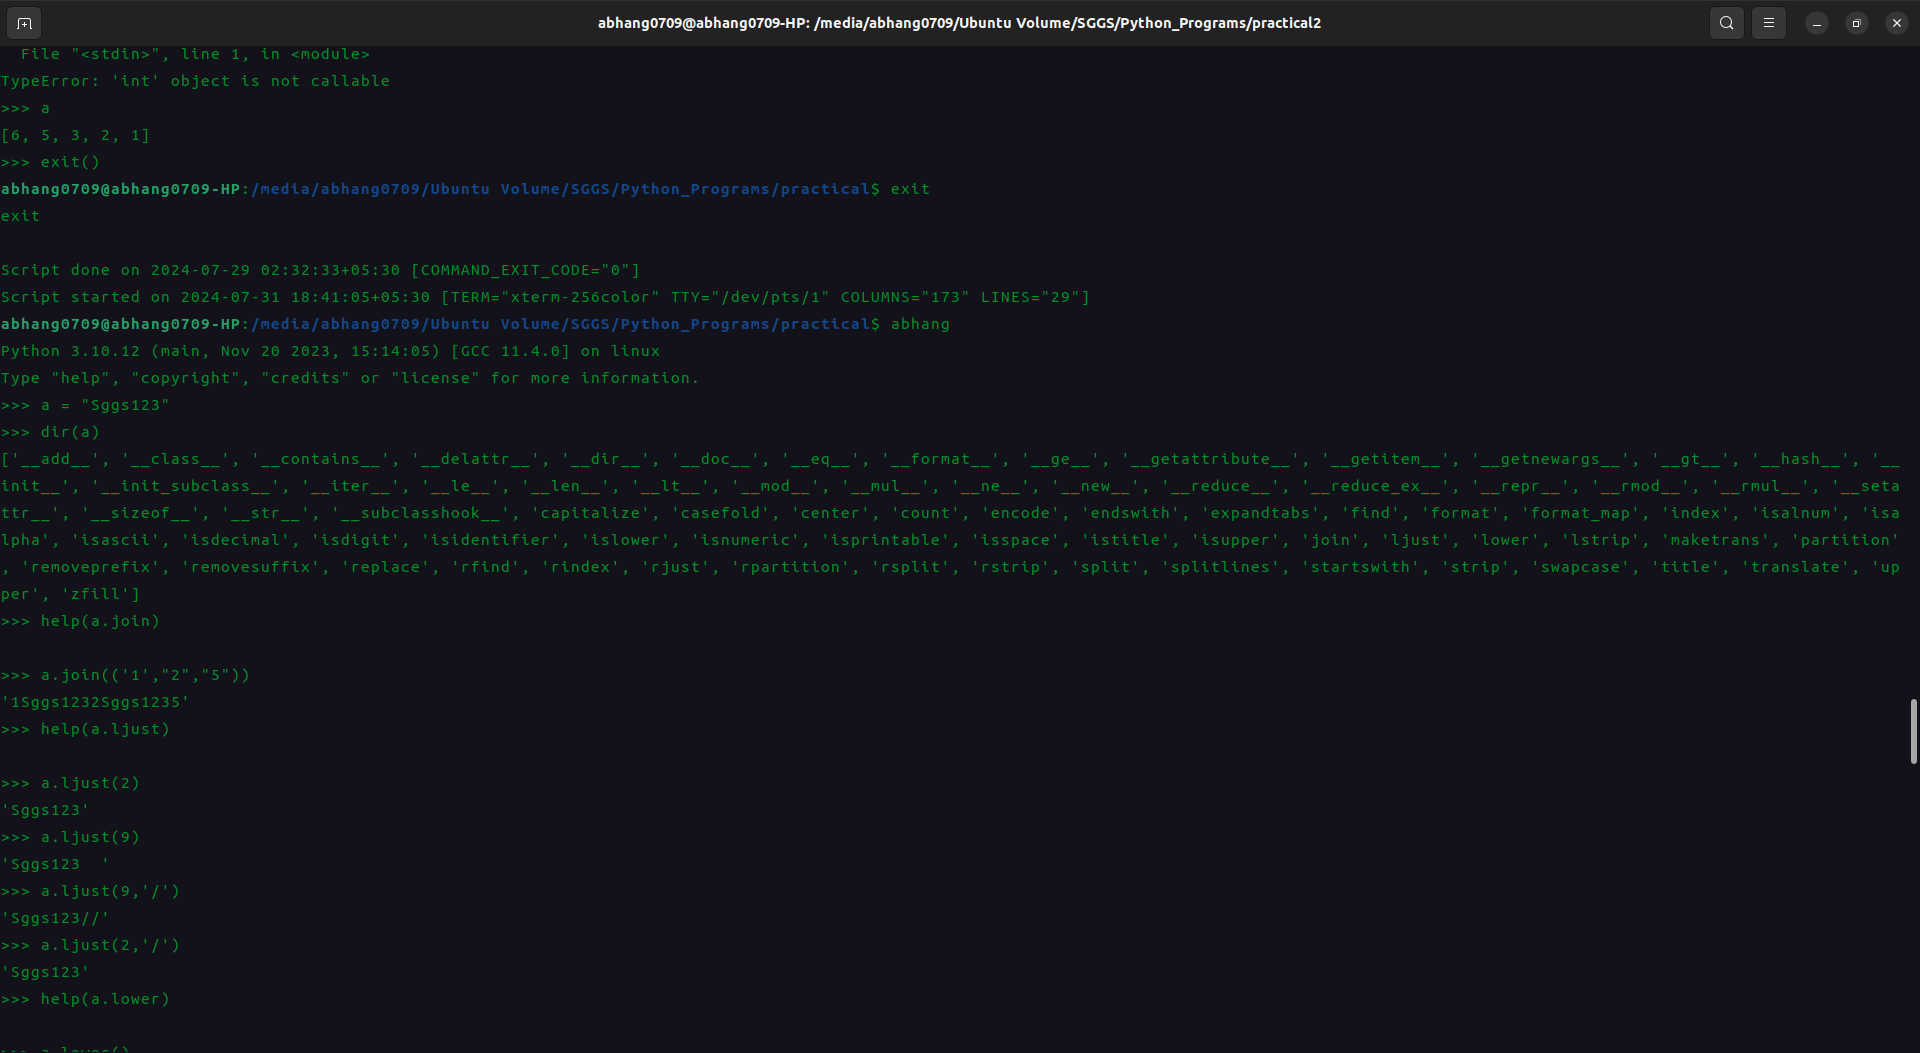 abhang0709@abhang0709-HP: /media/abhang0709/Ubuntu Volume/SGGS/Python_Programs/practical2
  File "<stdin>", line 1, in <module>
TypeError: 'int' object is not callable
>>> a
[6, 5, 3, 2, 1]
>>> exit()
abhang0709@abhang0709-HP:/media/abhang0709/Ubuntu Volume/SGGS/Python_Programs/practical$ exit
exit

Script done on 2024-07-29 02:32:33+05:30 [COMMAND_EXIT_CODE="0"]
Script started on 2024-07-31 18:41:05+05:30 [TERM="xterm-256color" TTY="/dev/pts/1" COLUMNS="173" LINES="29"]
abhang0709@abhang0709-HP:/media/abhang0709/Ubuntu Volume/SGGS/Python_Programs/practical$ abhang
Python 3.10.12 (main, Nov 20 2023, 15:14:05) [GCC 11.4.0] on linux
Type "help", "copyright", "credits" or "license" for more information.
>>> a = "Sggs123"
>>> dir(a)
['__add__', '__class__', '__contains__', '__delattr__', '__dir__', '__doc__', '__eq__', '__format__', '__ge__', '__getattribute__', '__getitem__', '__getnewargs__', '__gt__', '__hash__', '__
init__', '__init_subclass__', '__iter__', '__le__', '__len__', '__lt__', '__mod__', '__mul__', '__ne__', '__new__', '__reduce__', '__reduce_ex__', '__repr__', '__rmod__', '__rmul__', '__seta
ttr__', '__sizeof__', '__str__', '__subclasshook__', 'capitalize', 'casefold', 'center', 'count', 'encode', 'endswith', 'expandtabs', 'find', 'format', 'format_map', 'index', 'isalnum', 'isa
lpha', 'isascii', 'isdecimal', 'isdigit', 'isidentifier', 'islower', 'isnumeric', 'isprintable', 'isspace', 'istitle', 'isupper', 'join', 'ljust', 'lower', 'lstrip', 'maketrans', 'partition'
, 'removeprefix', 'removesuffix', 'replace', 'rfind', 'rindex', 'rjust', 'rpartition', 'rsplit', 'rstrip', 'split', 'splitlines', 'startswith', 'strip', 'swapcase', 'title', 'translate', 'up
per', 'zfill']
>>> help(a.join)

>>> a.join(('1',"2","5"))
'1Sggs1232Sggs1235'
>>> help(a.ljust)

>>> a.ljust(2)
'Sggs123'
>>> a.ljust(9)
'Sggs123  '
>>> a.ljust(9,'/')
'Sggs123//'
>>> a.ljust(2,'/')
'Sggs123'
>>> help(a.lower)

>>> a.lower()